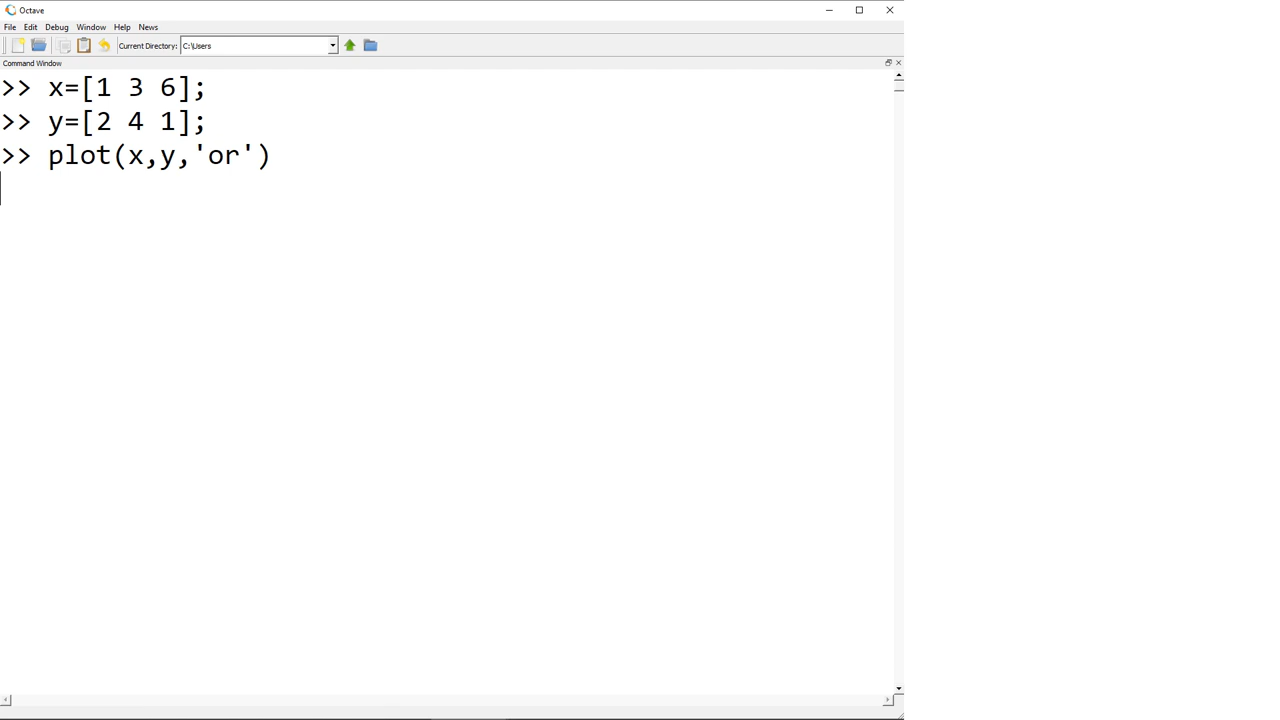 Octave
File Edit Debug Window Help News
Current Directory: C:\Users
Command Window
>> x=[1 3 6];
>> y=[2 4 1];
>> plot(x,y,'or')